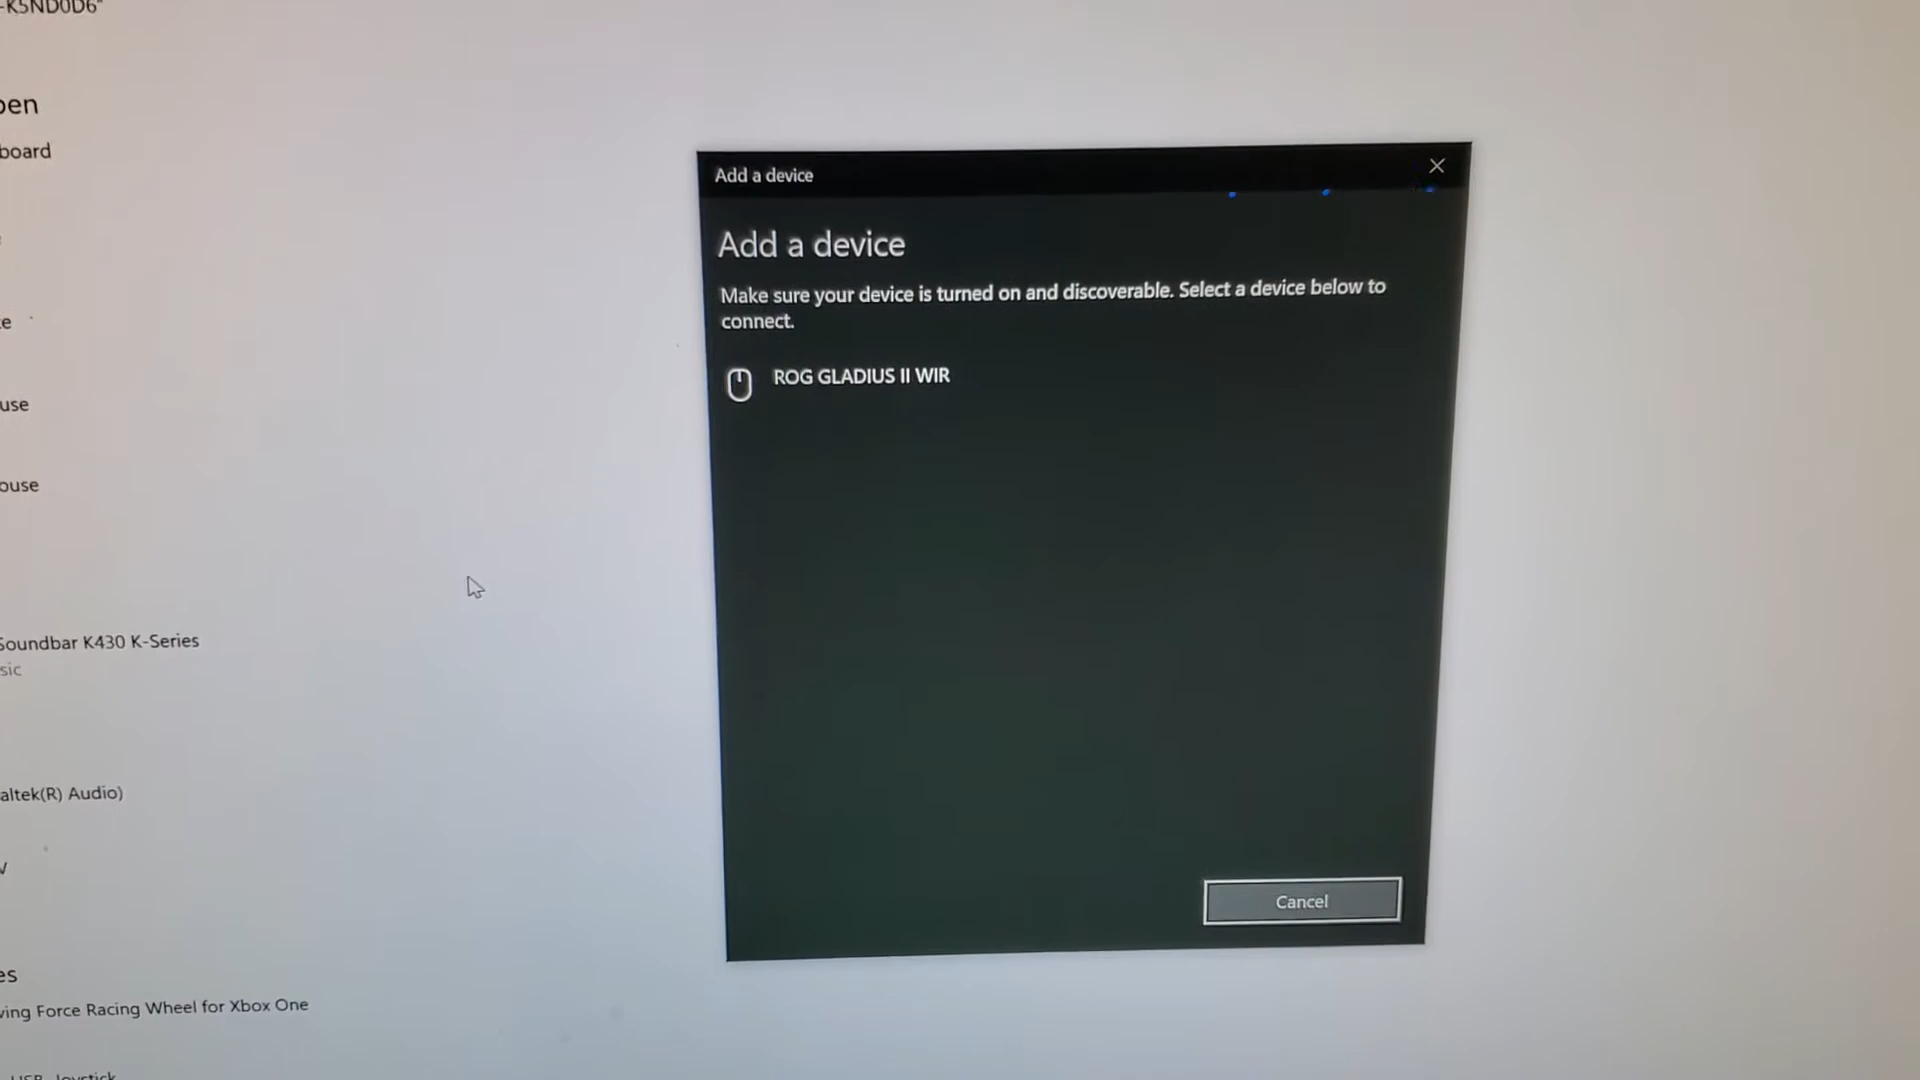 -K5ND0D6"
pen
board
e
use
ouse
Soundbar K430 K-Series
sic
altek(R) Audio)
es
ving Force Racing Wheel for Xbox One
Add a device
Add a device
Make sure your device is turned on and discoverable. Select a device below to
connect.
ROG GLADIUS II WIR
Cancel